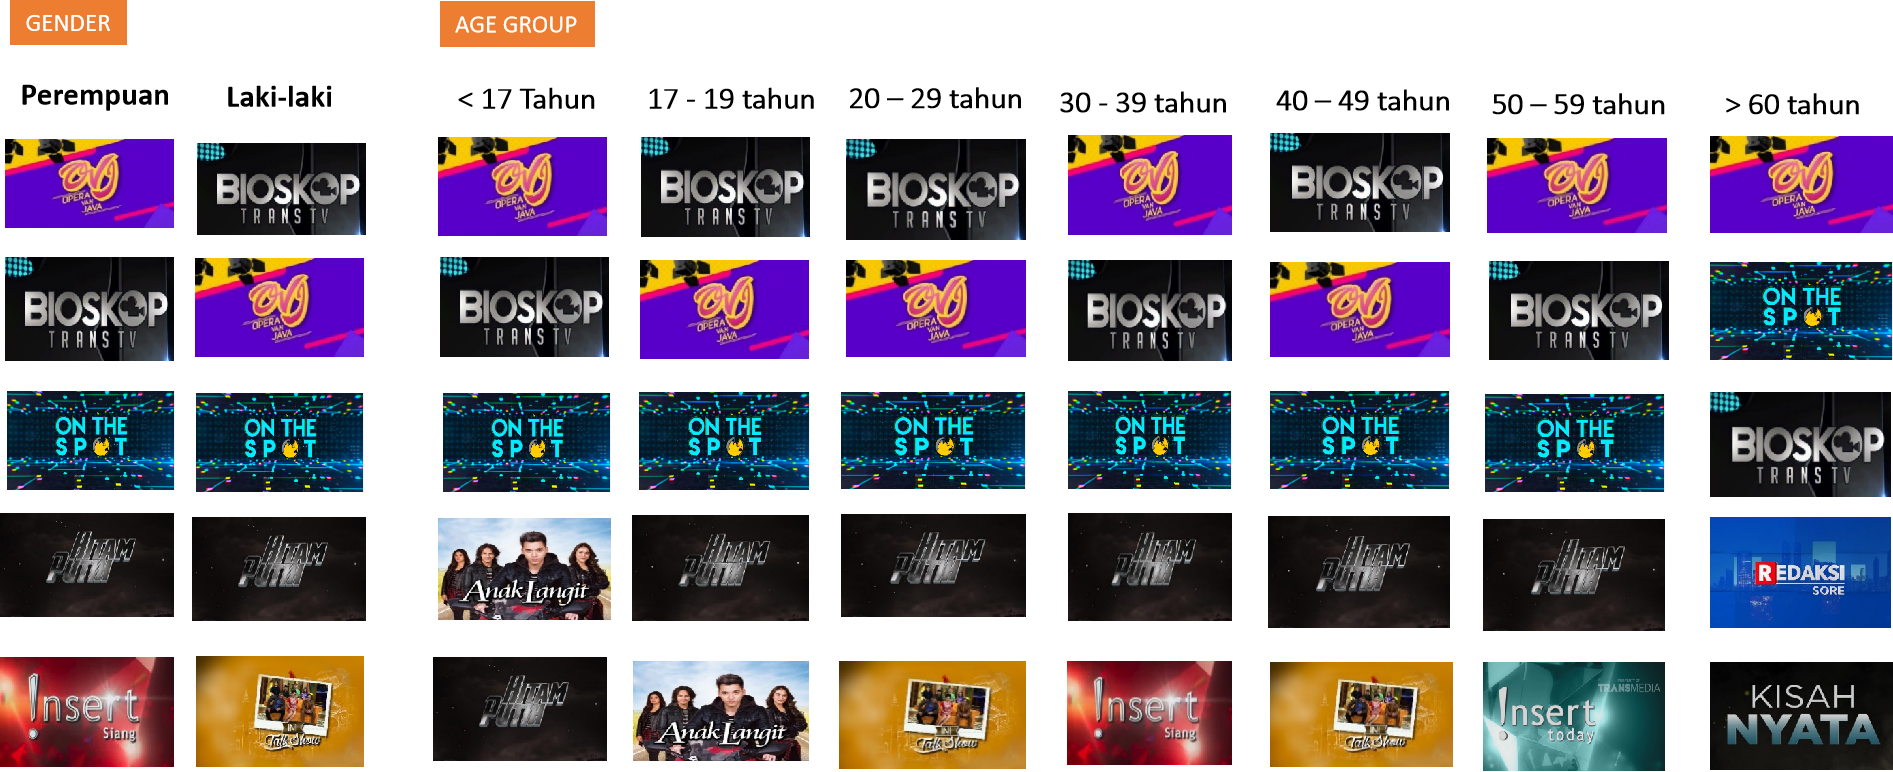 GENDER
AGE GROUP
Perempuan
Laki-laki
< 17 Tahun
17 - 19 tahun
20 – 29 tahun
30 - 39 tahun
40 – 49 tahun
50 – 59 tahun
> 60 tahun
OVJ
OPERA
VAN
JAVA
BIOSKOP
TRANS TV
OVJ
OPERA
VAN
JAVA
BIOSKOP
TRANS TV
BIOSKOP
TRANS TV
OVJ
OPERA
VAN
JAVA
BIOSKOP
TRANS TV
OVJ
OPERA
VAN
JAVA
OVJ
OPERA
VAN
JAVA
BIOSKOP
TRANS TV
OVJ
OPERA
VAN
JAVA
BIOSKOP
TRANS TV
OVJ
OPERA
VAN
JAVA
OVJ
OPERA
VAN
JAVA
BIOSKOP
TRANS TV
OVJ
OPERA
VAN
JAVA
BIOSKOP
TRANS TV
ON THE
SPOT
ON THE
SPOT
ON THE
SPOT
ON THE
SPOT
ON THE
SPOT
ON THE
SPOT
ON THE
SPOT
ON THE
SPOT
ON THE
SPOT
BIOSKOP
TRANS TV
HITAM
PUTIH
HITAM
PUTIH
Anak Langit
HITAM
PUTIH
HITAM
PUTIH
HITAM
PUTIH
HITAM
PUTIH
HITAM
PUTIH
REDAKSI
SORE
Insert
Siang
INI
Talk Show
HITAM
PUTIH
Anak Langit
INI
Talk Show
Insert
Siang
INI
Talk Show
TRANSMEDIA
Insert
today
KISAH
NYATA